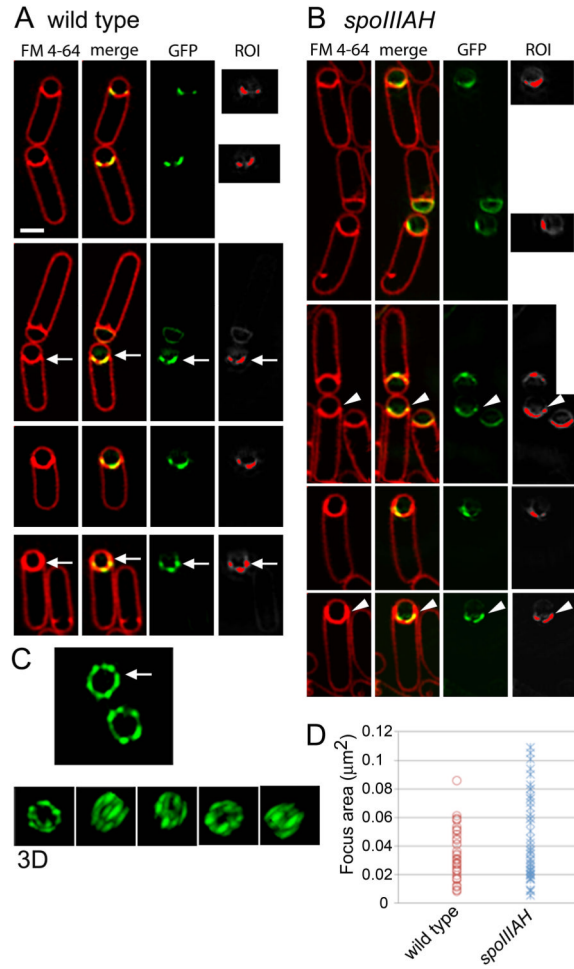 A wild type
FM 4-64 merge GFP ROI
B spoIIIAH
FM 4-64 merge GFP ROI
C
3D
D
Focus area (μm2)
0.12
0.1
0.08
0.06
0.04
0.02
0
wild type
spoIIIAH